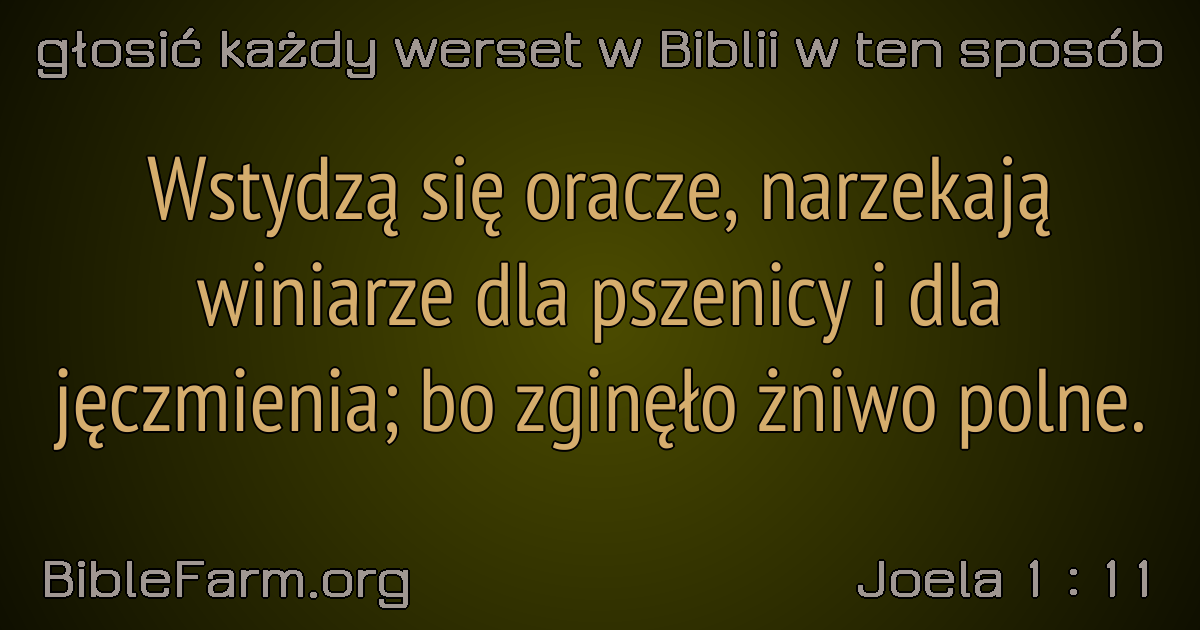 głosić każdy werset w Biblii w ten sposób
Wstydzą się oracze, narzekają
winiarze dla pszenicy i dla
jęczmienia; bo zginęło żniwo polne.
BibleFarm.org
Joela 1 : 11